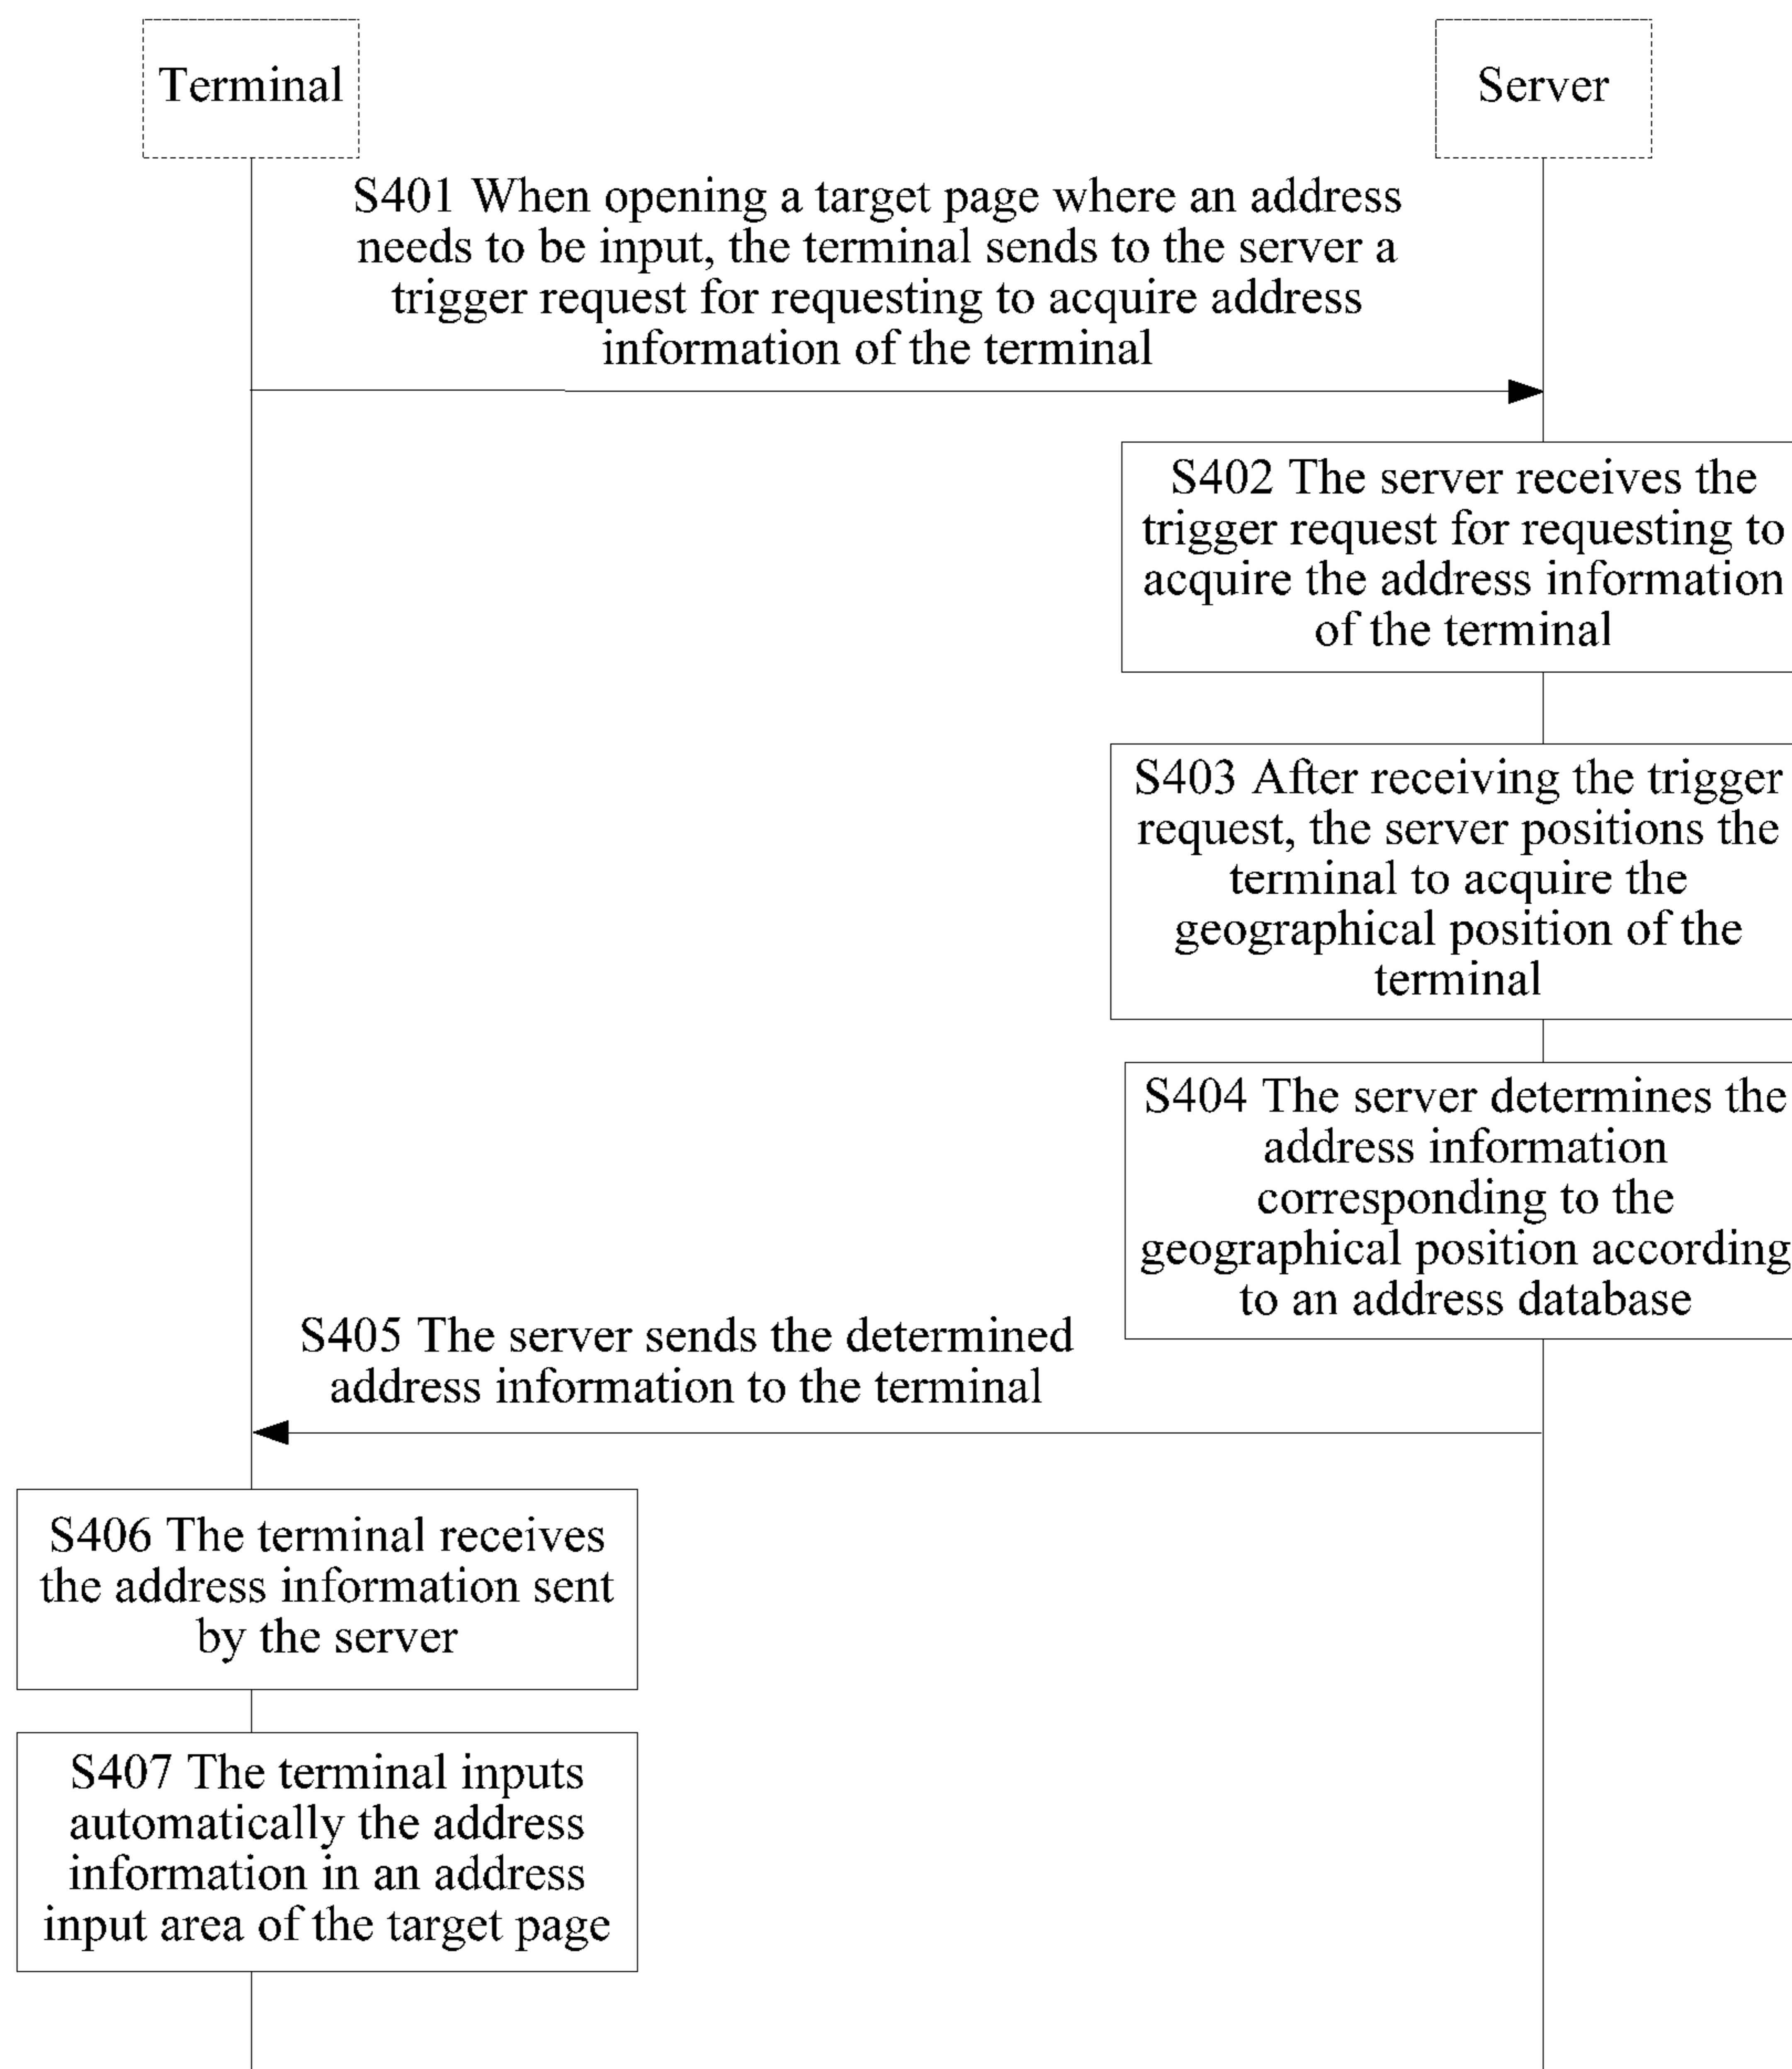 Terminal
Server
S401 When opening a target page where an address
needs to be input, the terminal sends to the server a
trigger request for requesting to acquire address
information of the terminal
S402 The server receives the
trigger request for requesting to
acquire the address information
of the terminal
S403 After receiving the trigger
request, the server positions the
terminal to acquire the
geographical position of the
terminal
S404 The server determines the
address information
corresponding to the
geographical position according
to an address database
S405 The server sends the determined
address information to the terminal
S406 The terminal receives
the address information sent
by the server
S407 The terminal inputs
automatically the address
information in an address
input area of the target page